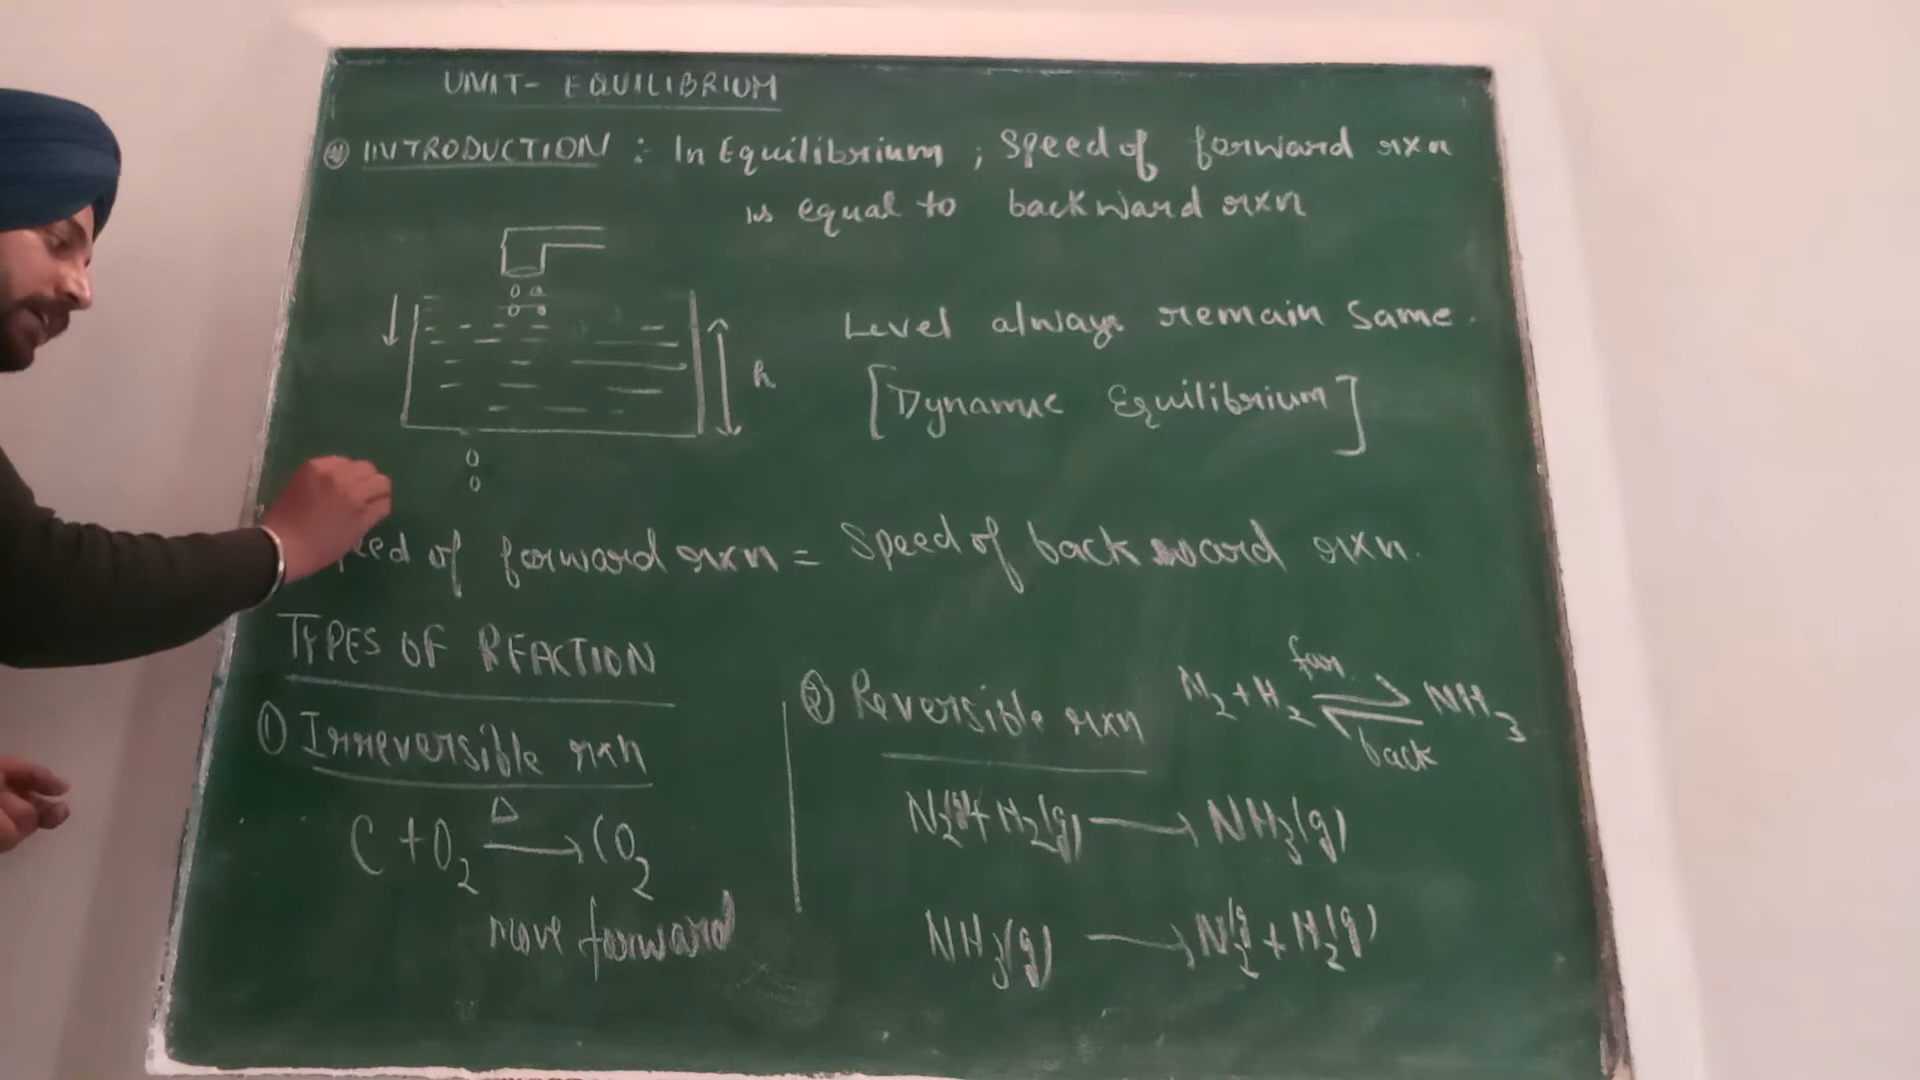 UNIT- EQUILIBRIUM
INTRODUCTION :- In Equilibrium ; Speed of forward rxn
is equal to backward rxn
h
Level always remain Same.
[Dynamic Equilibrium]
of forward rxn = Speed of backward rxn.
TYPES OF REACTION
① Irreversible rxn
C + O₂ →Δ CO₂
move forward
② Reversible rxn
N₂ + H₂ ⇌ NH₃
for.
back
N₂(g) + H₂(g) → NH₃(g)
NH₃(g) → N₂(g) + H₂(g)